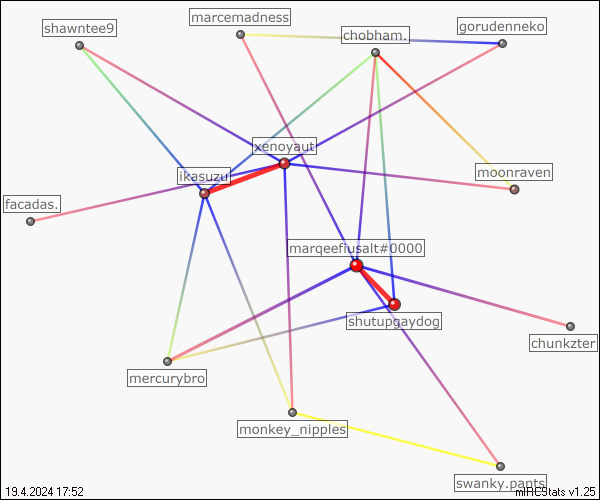 marcemadness
shawntee9
gorudenneko
chobham.
xenoyaut
ikasuzu
moonraven
facadas.
marqeefiusalt#0000
shutupgaydog
chunkzter
mercurybro
monkey_nipples
swanky.pants
19.4.2024 17:52
mIRCStats v1.25